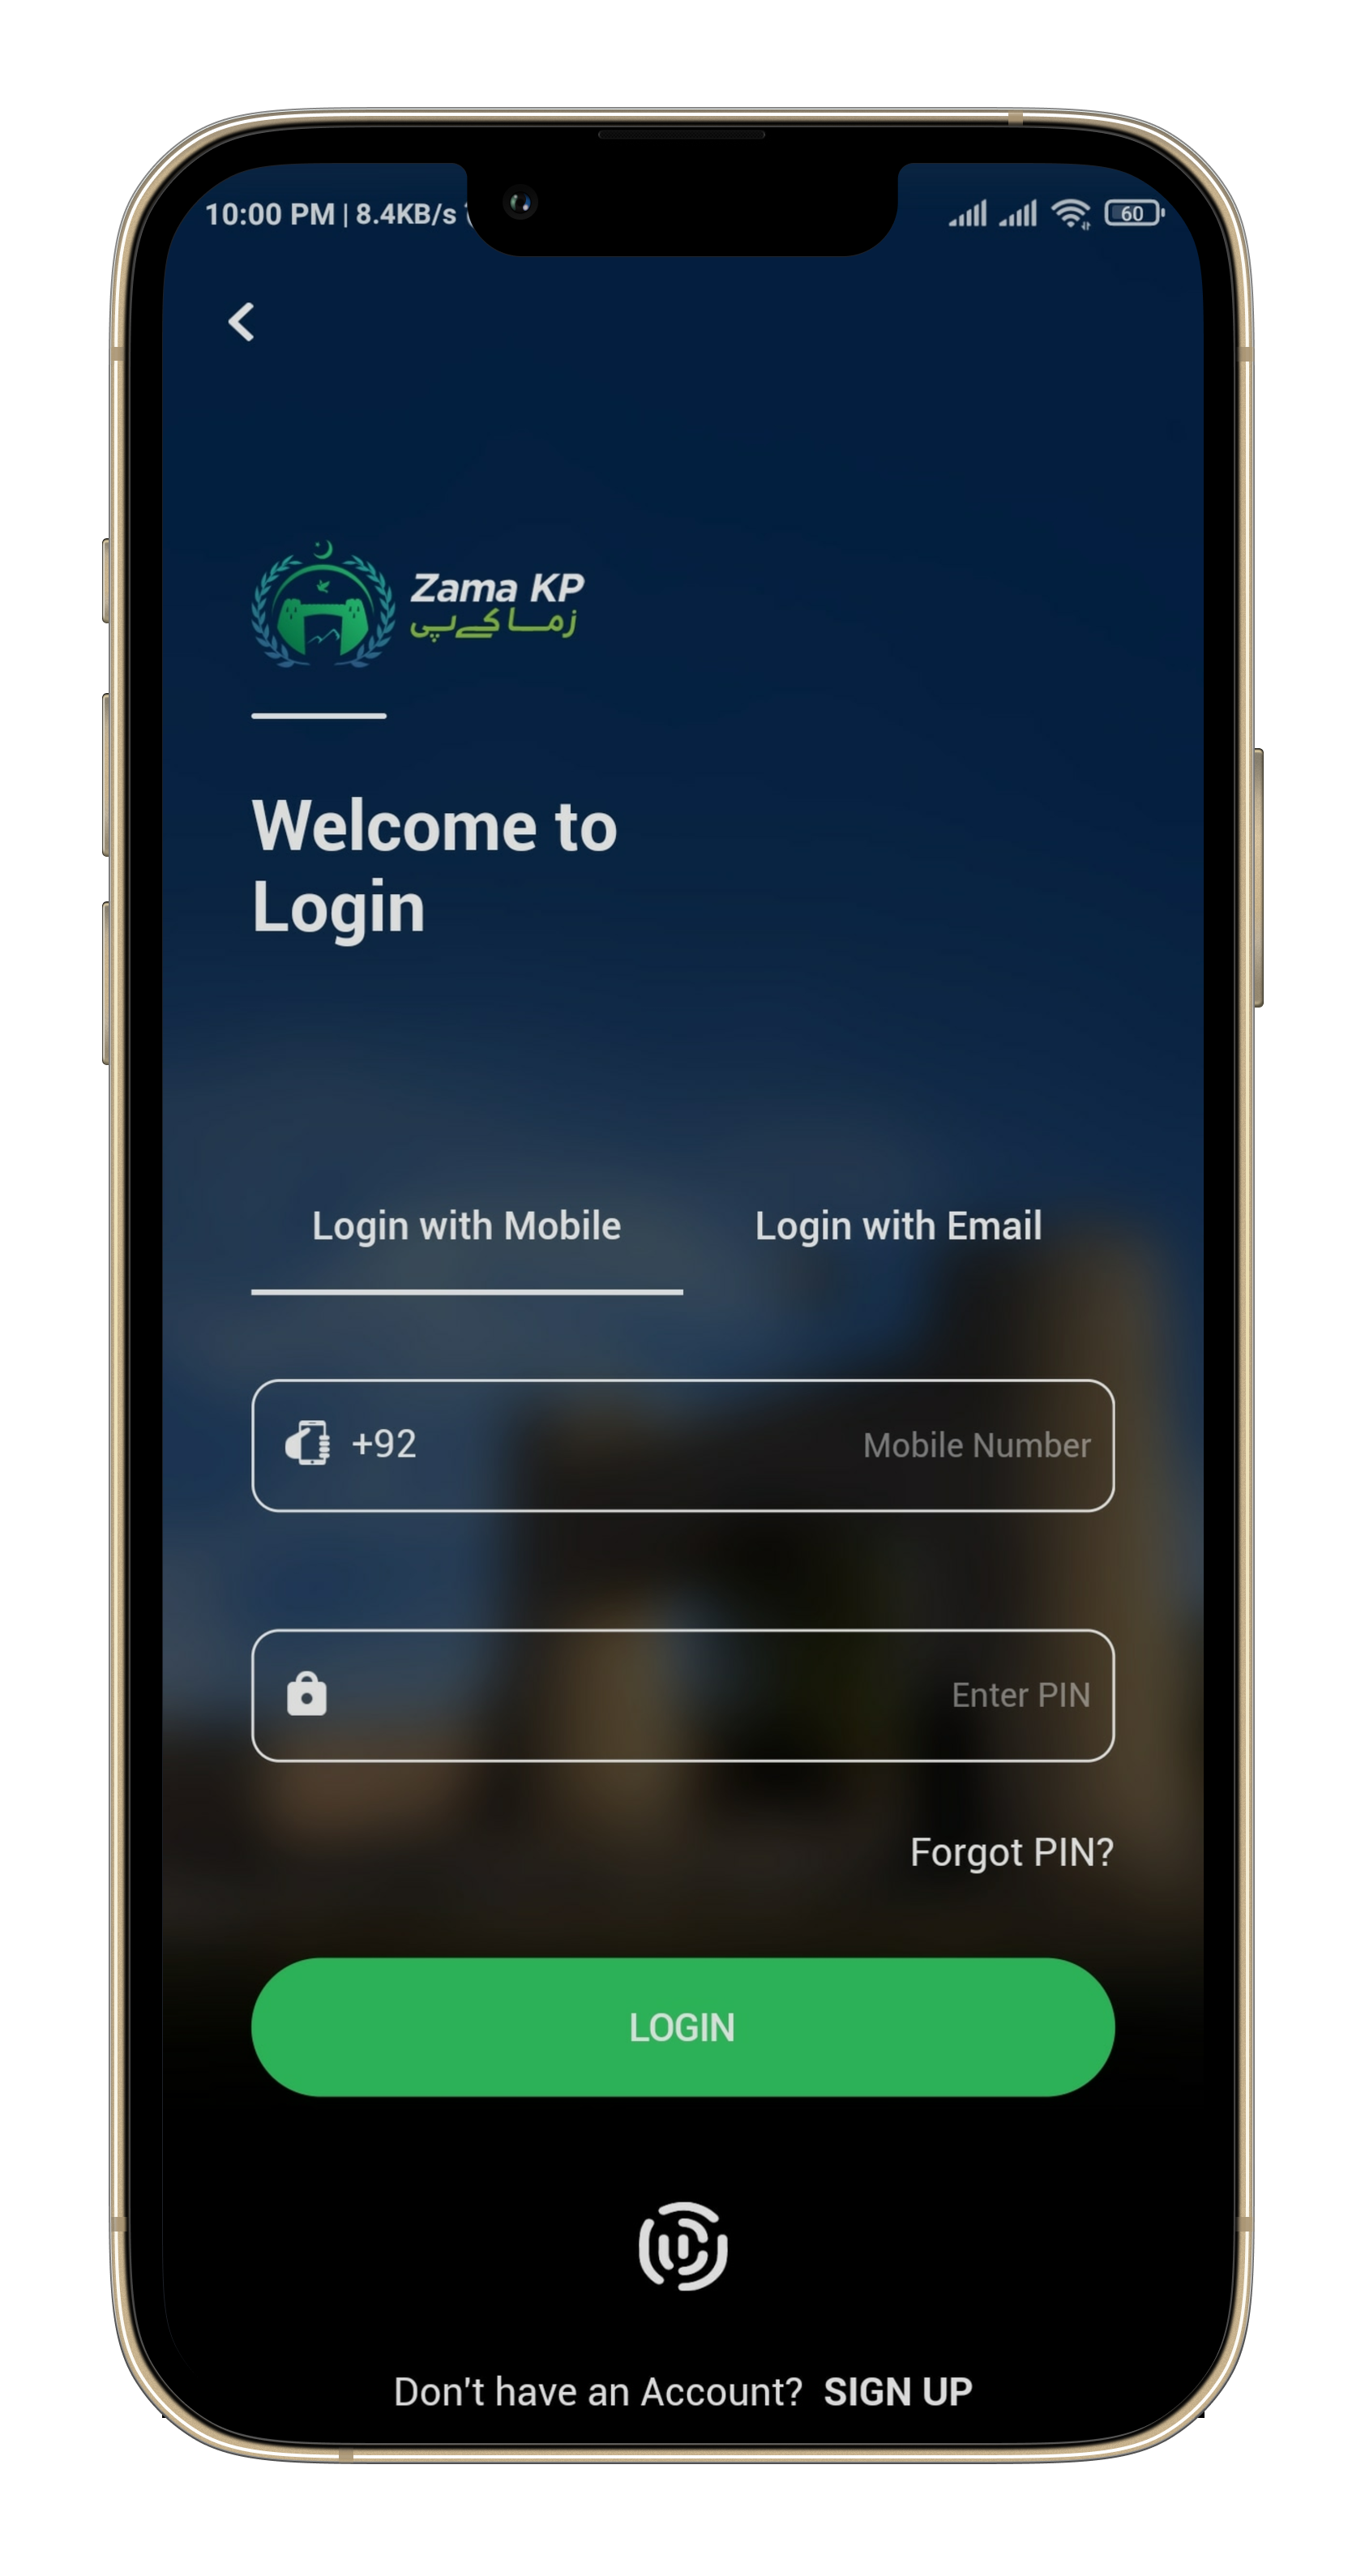 10:00 PM | 8.4KB/s
60
Zama KP
زما کے پی
Welcome to
Login
Login with Mobile
Login with Email
+92
Mobile Number
Enter PIN
Forgot PIN?
LOGIN
Don't have an Account? SIGN UP